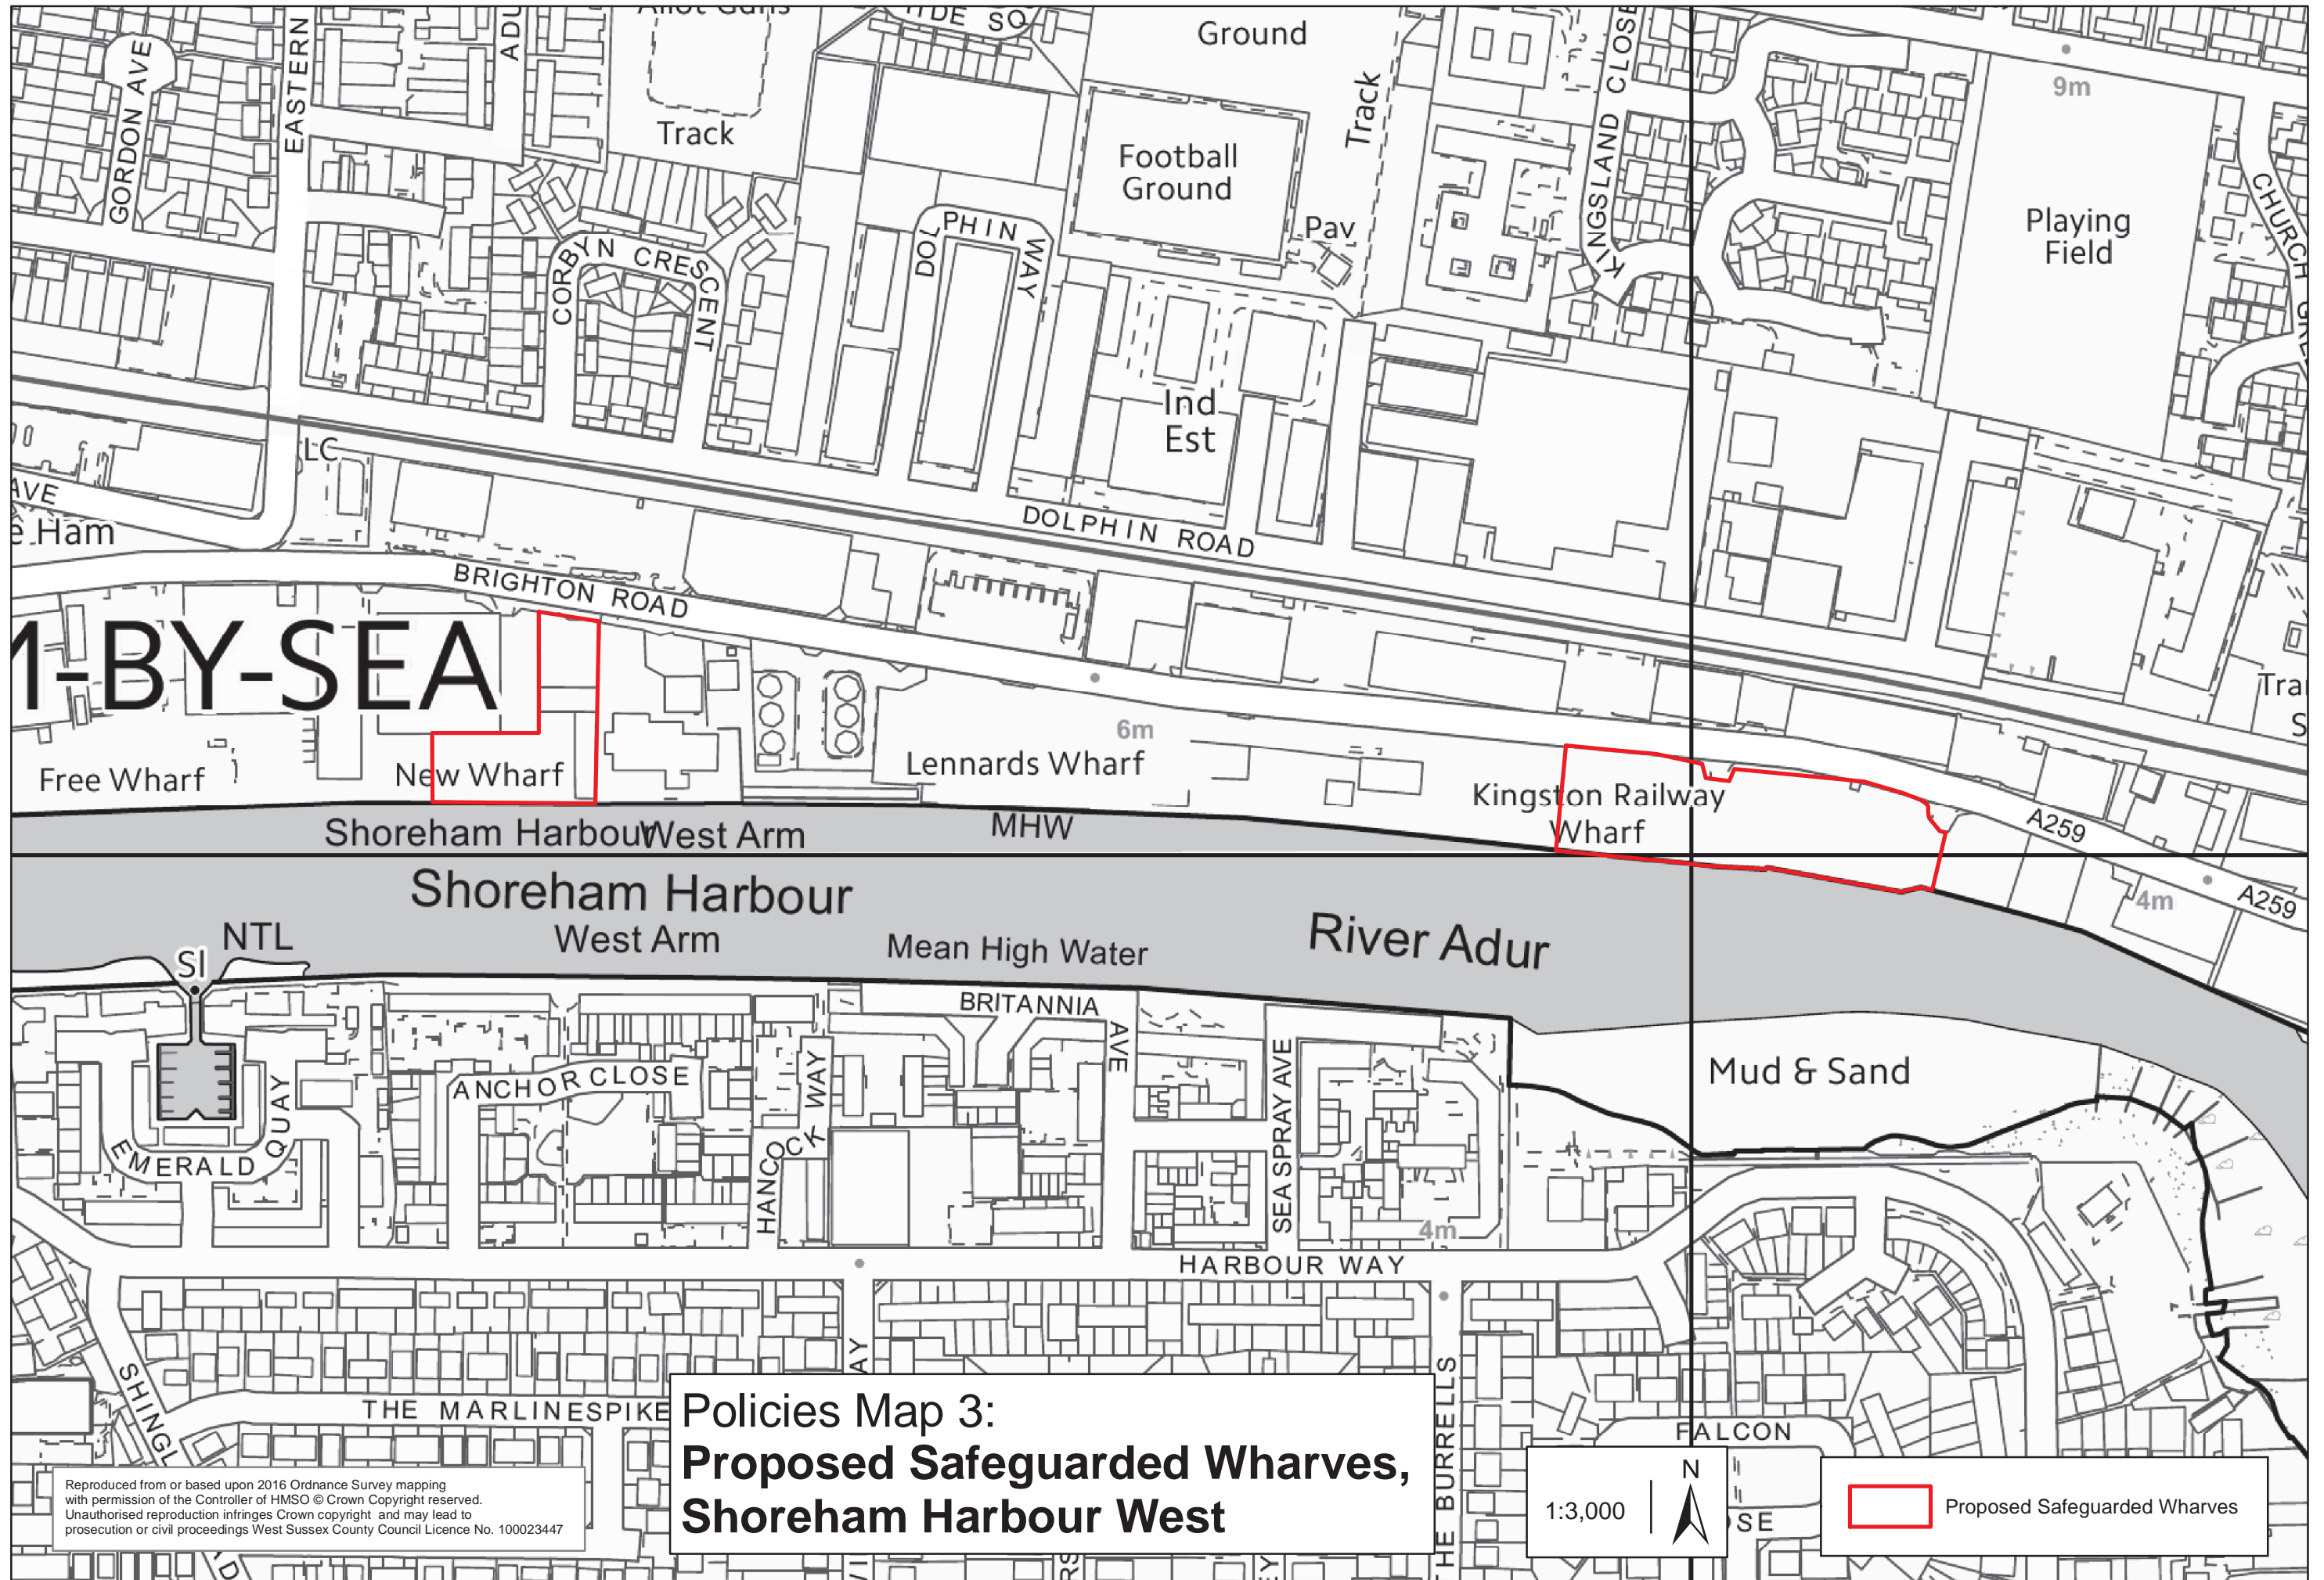 HDE SQ
Ground
KINGSLAND CLOSE
EASTERN
ADU
GORDON AVE
Track
Track
9m
Football
Ground
Pav
Playing
Field
CHURCH
DOLPHIN WAY
CORBYN CRESCENT
Ind
Est
LC
AVE
e Ham
DOLPHIN ROAD
BRIGHTON ROAD
M-BY-SEA
Free Wharf
New Wharf
6m
Lennards Wharf
Kingston Railway
Wharf
A259
4m
A259
Shoreham Harbour
West Arm
MHW
Shoreham Harbour
West Arm
Mean High Water
River Adur
NTL
SI
BRITANNIA
AVE
Mud & Sand
ANCHOR CLOSE
EMERALD QUAY
HANCOCK WAY
SEA SPRAY AVE
4m
HARBOUR WAY
THE MARLINESPIKE
THE BURRELLS
FALCON
Policies Map 3:
Proposed Safeguarded Wharves,
Shoreham Harbour West
Reproduced from or based upon 2016 Ordnance Survey mapping
with permission of the Controller of HMSO © Crown Copyright reserved.
Unauthorised reproduction infringes Crown copyright and may lead to
prosecution or civil proceedings West Sussex County Council Licence No. 100023447
1:3,000
N
OSE
Proposed Safeguarded Wharves